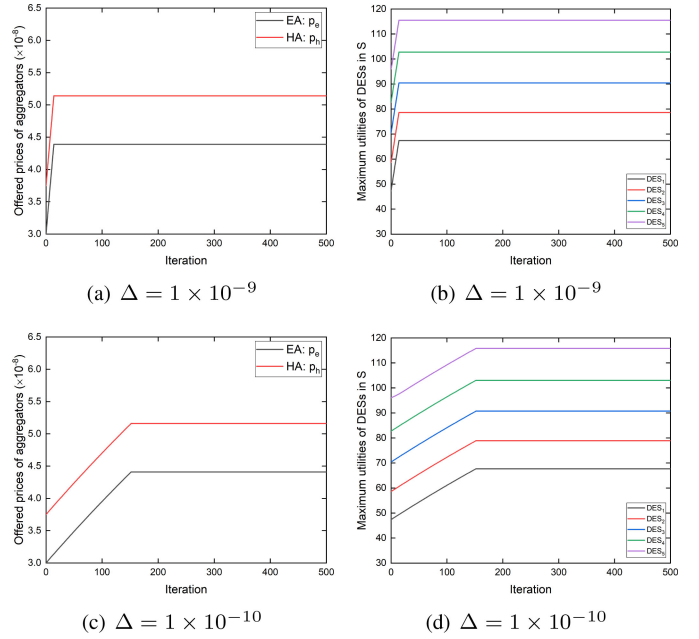 6.5
6.0
5.5
5.0
4.5
4.0
3.5
3.0
Offered prices of aggregators (×10⁻⁸)
EA: pₑ
HA: pₕ
0 100 200 300 400 500
Iteration
(a) Δ = 1 × 10⁻⁹
120
110
100
90
80
70
60
50
40
30
Maximum utilities of DESs in S
DES₁
DES₂
DES₃
DES₄
DES₅
0 100 200 300 400 500
Iteration
(b) Δ = 1 × 10⁻⁹
6.5
6.0
5.5
5.0
4.5
4.0
3.5
3.0
Offered prices of aggregators (×10⁻⁸)
EA: pₑ
HA: pₕ
0 100 200 300 400 500
Iteration
(c) Δ = 1 × 10⁻¹⁰
120
110
100
90
80
70
60
50
40
30
Maximum utilities of DESs in S
DES₁
DES₂
DES₃
DES₄
DES₅
0 100 200 300 400 500
Iteration
(d) Δ = 1 × 10⁻¹⁰